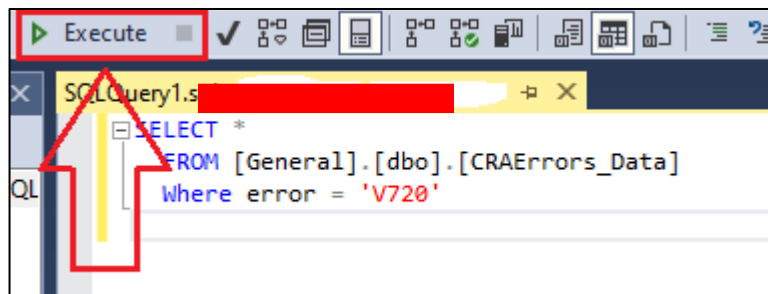 Execute
SQLQuery1.s
SELECT *
FROM [General].[dbo].[CRAErrors_Data]
Where error = 'V720'
QL